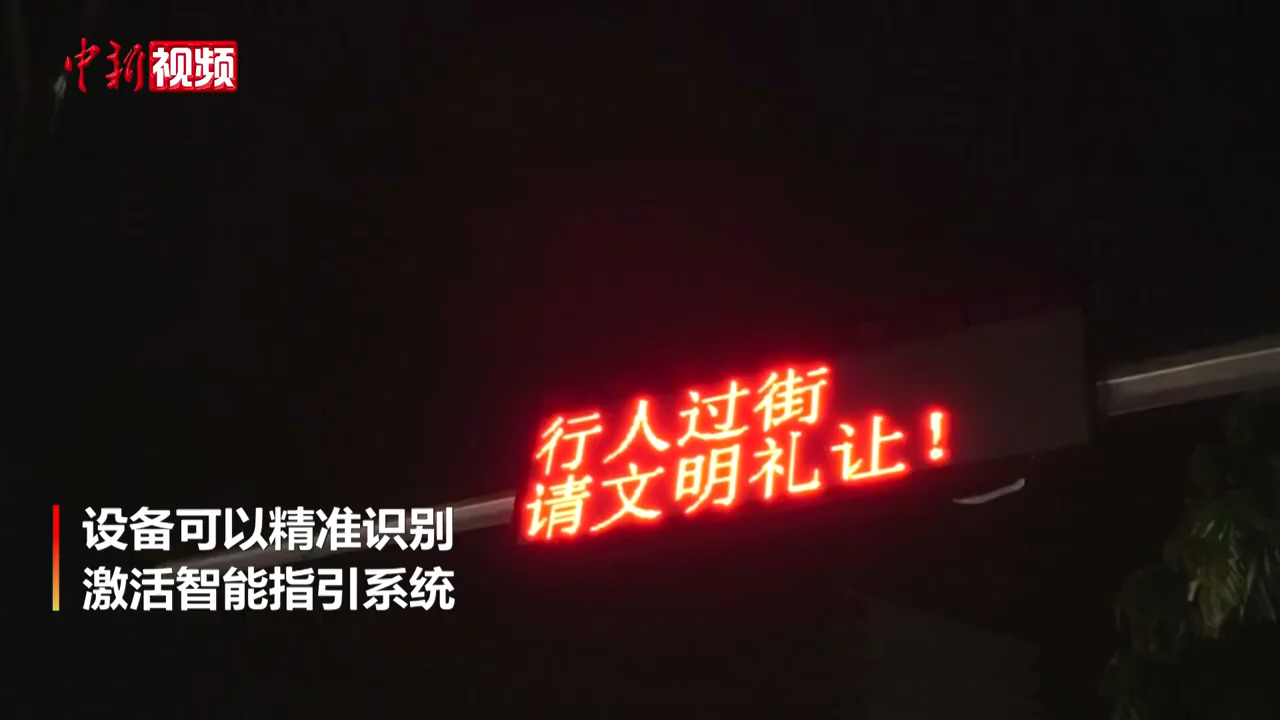 中新视频
行人过街
请文明礼让！
设备可以精准识别
激活智能指引系统